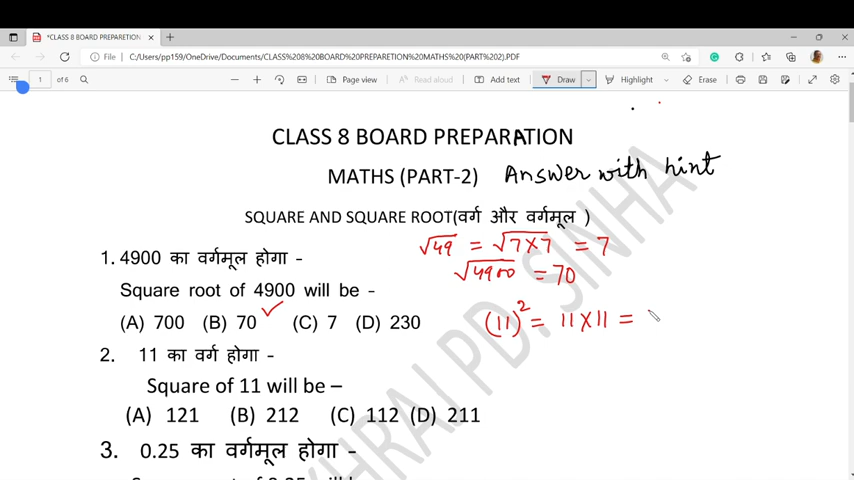 *CLASS 8 BOARD PREPARATION
File C:/Users/pp159/OneDrive/Documents/CLASS%208%20BOARD%20PREPARETION%20MATHS%20(PART%202).PDF
1 of 6 Page view Read aloud Add text Draw Highlight Erase
CLASS 8 BOARD PREPARATION
MATHS (PART-2) Answer with hint
SQUARE AND SQUARE ROOT(वर्ग और वर्गमूल )
√49 = √7×7 = 7
1. 4900 का वर्गमूल होगा -
√4900 = 70
Square root of 4900 will be -
(A) 700 (B) 70 (C) 7 (D) 230
(11)² = 11×11 =
2. 11 का वर्ग होगा -
Square of 11 will be –
(A) 121 (B) 212 (C) 112 (D) 211
3. 0.25 का वर्गमूल होगा -